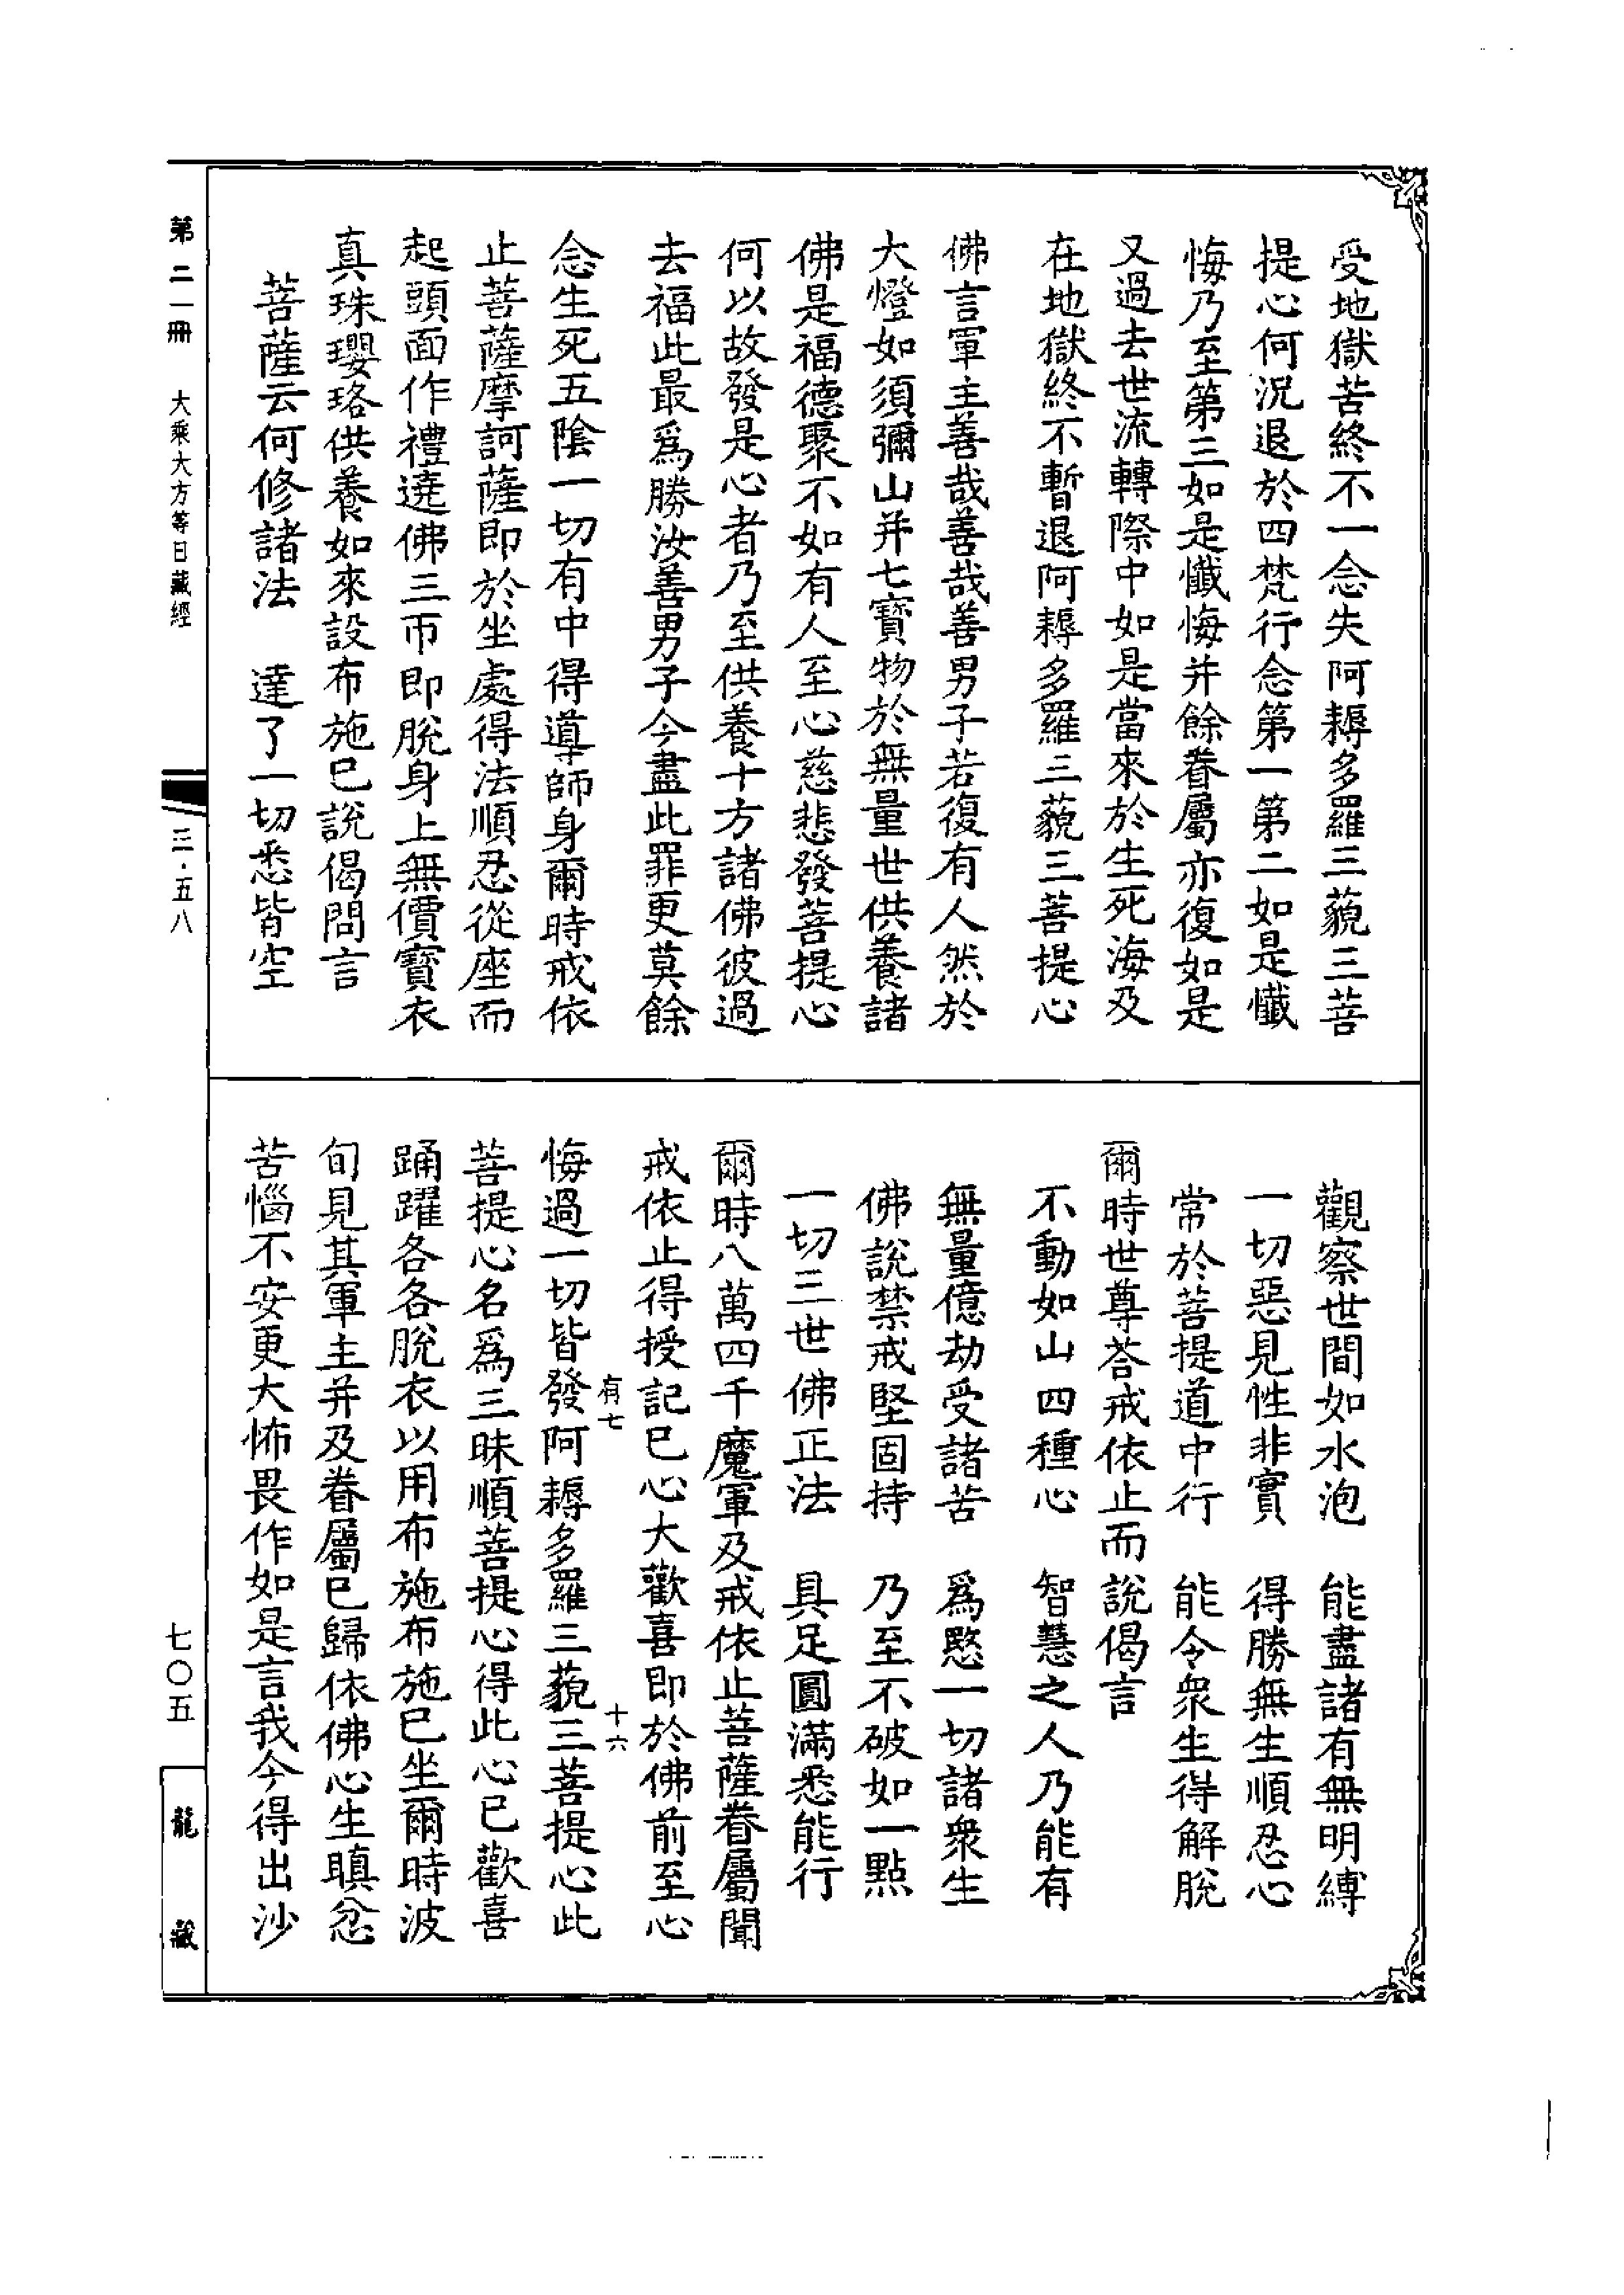 受地獄苦終不一念失阿耨多羅三藐三菩
提心何況退於四梵行念第一第二如是懺
悔乃至第三如是懺悔并餘眷屬亦復如是
又過去世流轉際中如是當來於生死海及
在地獄終不暫退阿耨多羅三藐三菩提心
佛言軍主善哉善哉善男子若復有人然於
大燈如須彌山并七寶物於無量世供養諸
佛是福德聚不如有人至心慈悲發菩提心
何以故發是心者乃至供養十方諸佛彼過
去福此最爲勝汝善男子今盡此罪更莫餘
念生死五陰一切有中得導師身爾時戒依
止菩薩摩訶薩即於坐處得法順忍從座而
起頭面作禮遶佛三帀即脫身上無價寶衣
真珠瓔珞供養如來設布施已說偈問言
菩薩云何修諸法　達了一切悉皆空
觀察世間如水泡　能盡諸有無明縛
一切惡見性非實　得勝無生順忍心
常於菩提道中行　能令衆生得解脫
爾時世尊荅戒依止而說偈言
不動如山四種心　智慧之人乃能有
無量億劫受諸苦　爲愍一切諸衆生
佛說禁戒堅固持　乃至不破如一點
一切三世佛正法　具足圓滿悉能行
爾時八萬四千魔軍及戒依止菩薩眷屬聞
戒依止得授記已心大歡喜即於佛前至心
有七　十六
悔過一切皆發阿耨多羅三藐三菩提心此
菩提心名爲三昧順菩提心得此心已歡喜
踊躍各各脫衣以用布施布施已坐爾時波
旬見其軍主并及眷屬已歸依佛心生瞋忿
苦惱不安更大怖畏作如是言我今得出沙
第二一冊　大乘大方等日藏經
三·五八
七〇五
龍藏